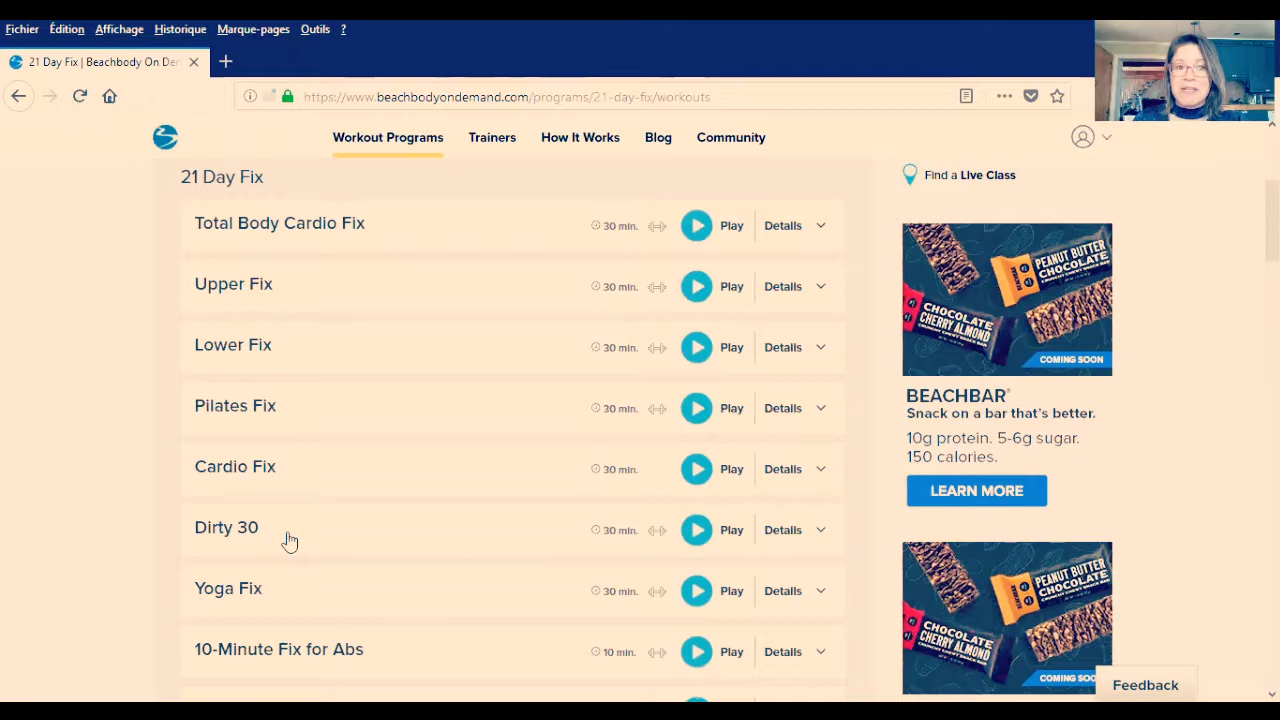 Fichier Édition Affichage Historique Marque-pages Outils ?
21 Day Fix | Beachbody On Der
https://www.beachbodyondemand.com/programs/21-day-fix/workouts
Workout Programs Trainers How It Works Blog Community
21 Day Fix
Total Body Cardio Fix 30 min. Play Details
Upper Fix 30 min. Play Details
Lower Fix 30 min. Play Details
Pilates Fix 30 min. Play Details
Cardio Fix 30 min. Play Details
Dirty 30 30 min. Play Details
Yoga Fix 30 min. Play Details
10-Minute Fix for Abs 10 min. Play Details
Find a Live Class
PEANUT BUTTER
CHOCOLATE
CHOCOLATE
CHERRY ALMOND
COMING SOON
BEACHBAR®
Snack on a bar that's better.
10g protein. 5-6g sugar.
150 calories.
LEARN MORE
PEANUT BUTTER
CHOCOLATE
CHOCOLATE
CHERRY ALMOND
COMING SOO
Feedback